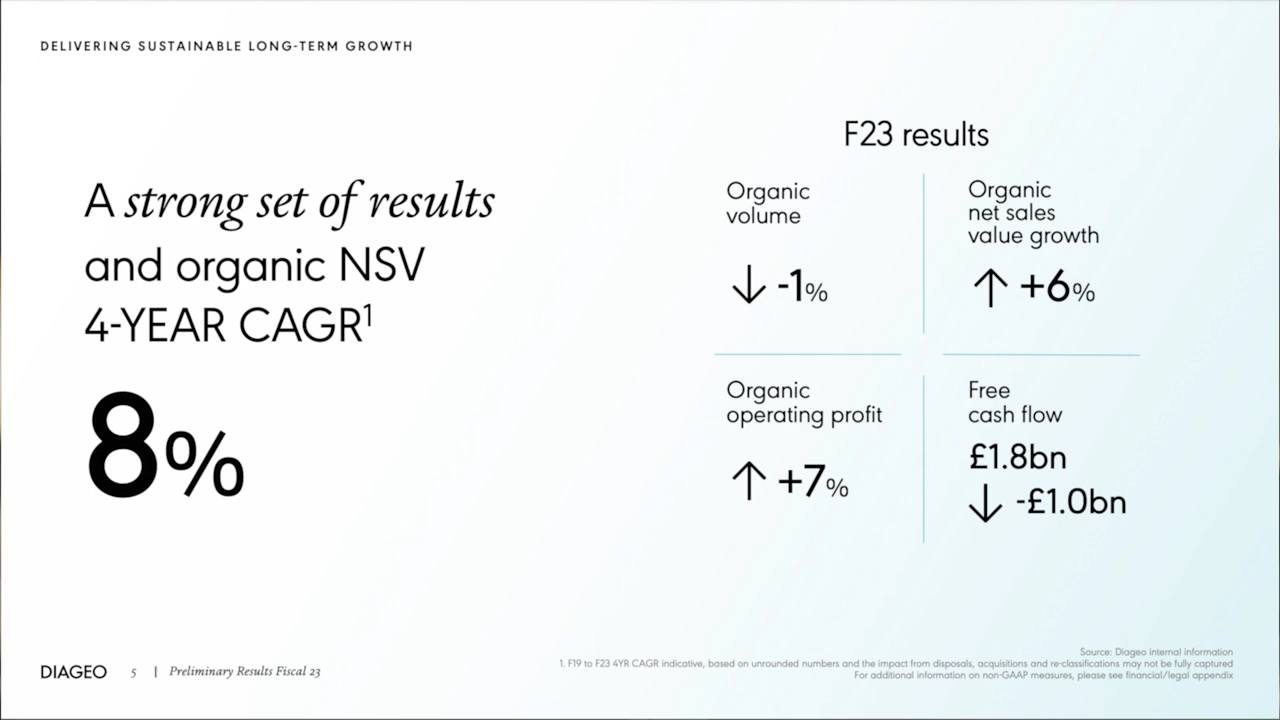 DELIVERING SUSTAINABLE LONG-TERM GROWTH
A strong set of results
and organic NSV
4-YEAR CAGR¹
8%
F23 results
Organic
volume
↓ -1%
Organic
net sales
value growth
↑ +6%
Organic
operating profit
↑ +7%
Free
cash flow
£1.8bn
↓ -£1.0bn
DIAGEO 5 | Preliminary Results Fiscal 23
Source: Diageo internal information
1. F19 to F23 4YR CAGR indicative, based on unrounded numbers and the impact from disposals, acquisitions and re-classifications may not be fully captured
For additional information on non-GAAP measures, please see financial/legal appendix